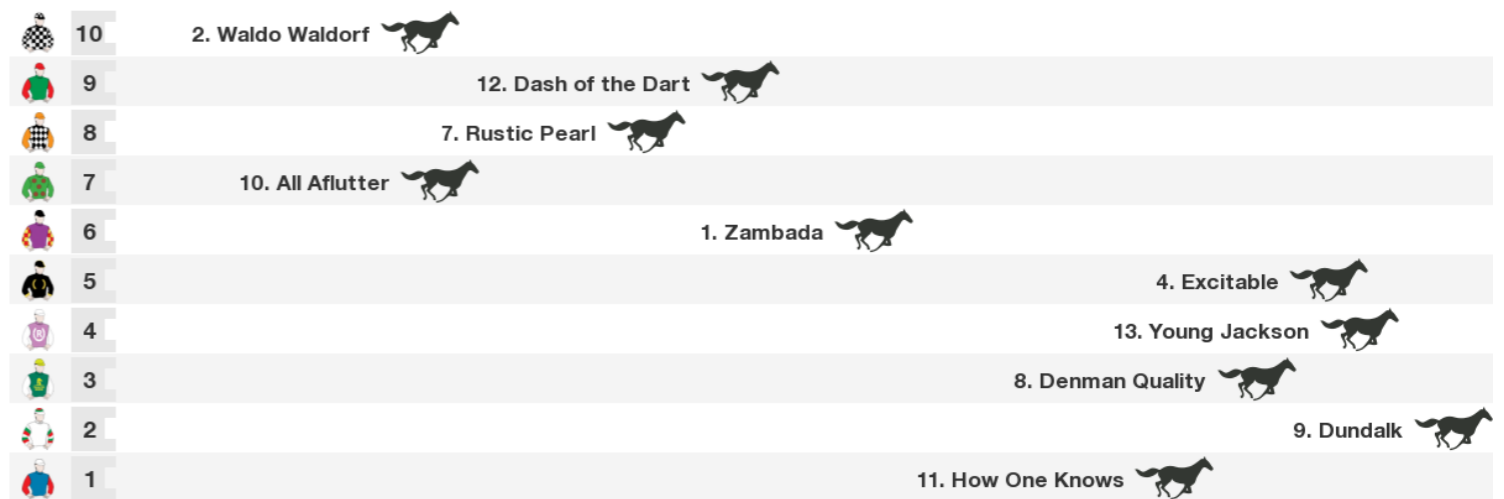 10 2. Waldo Waldorf
9 12. Dash of the Dart
8 7. Rustic Pearl
7 10. All Aflutter
6 1. Zambada
5 4. Excitable
4 13. Young Jackson
3 8. Denman Quality
2 9. Dundalk
1 11. How One Knows